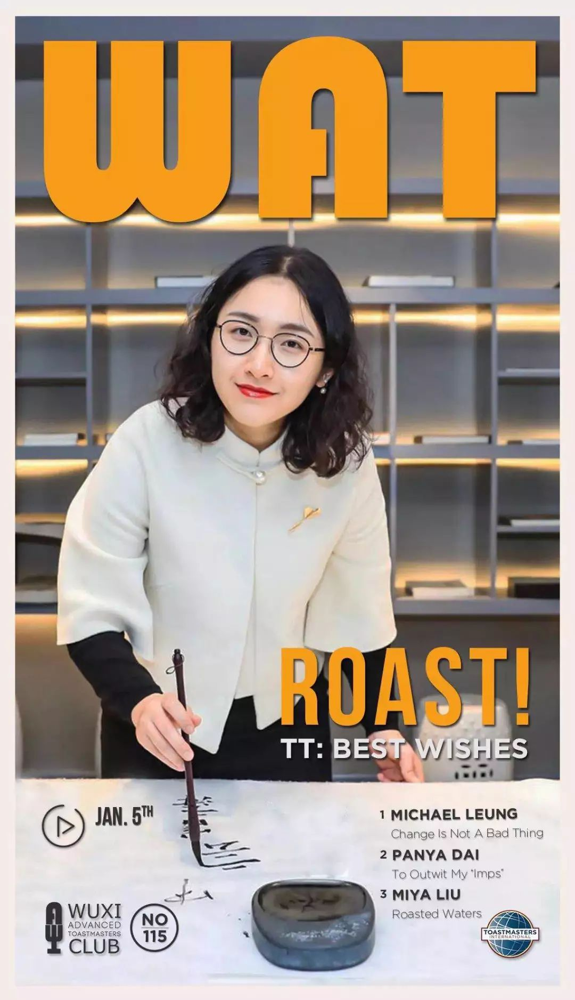 WAT
ROAST!
TT: BEST WISHES
JAN. 5TH
1 MICHAEL LEUNG
Change Is Not A Bad Thing
2 PANYA DAI
To Outwit My "Imps"
3 MIYA LIU
Roasted Waters
WUXI
ADVANCED
TOASTMASTERS
CLUB
NO
115
TOASTMASTERS
INTERNATIONAL